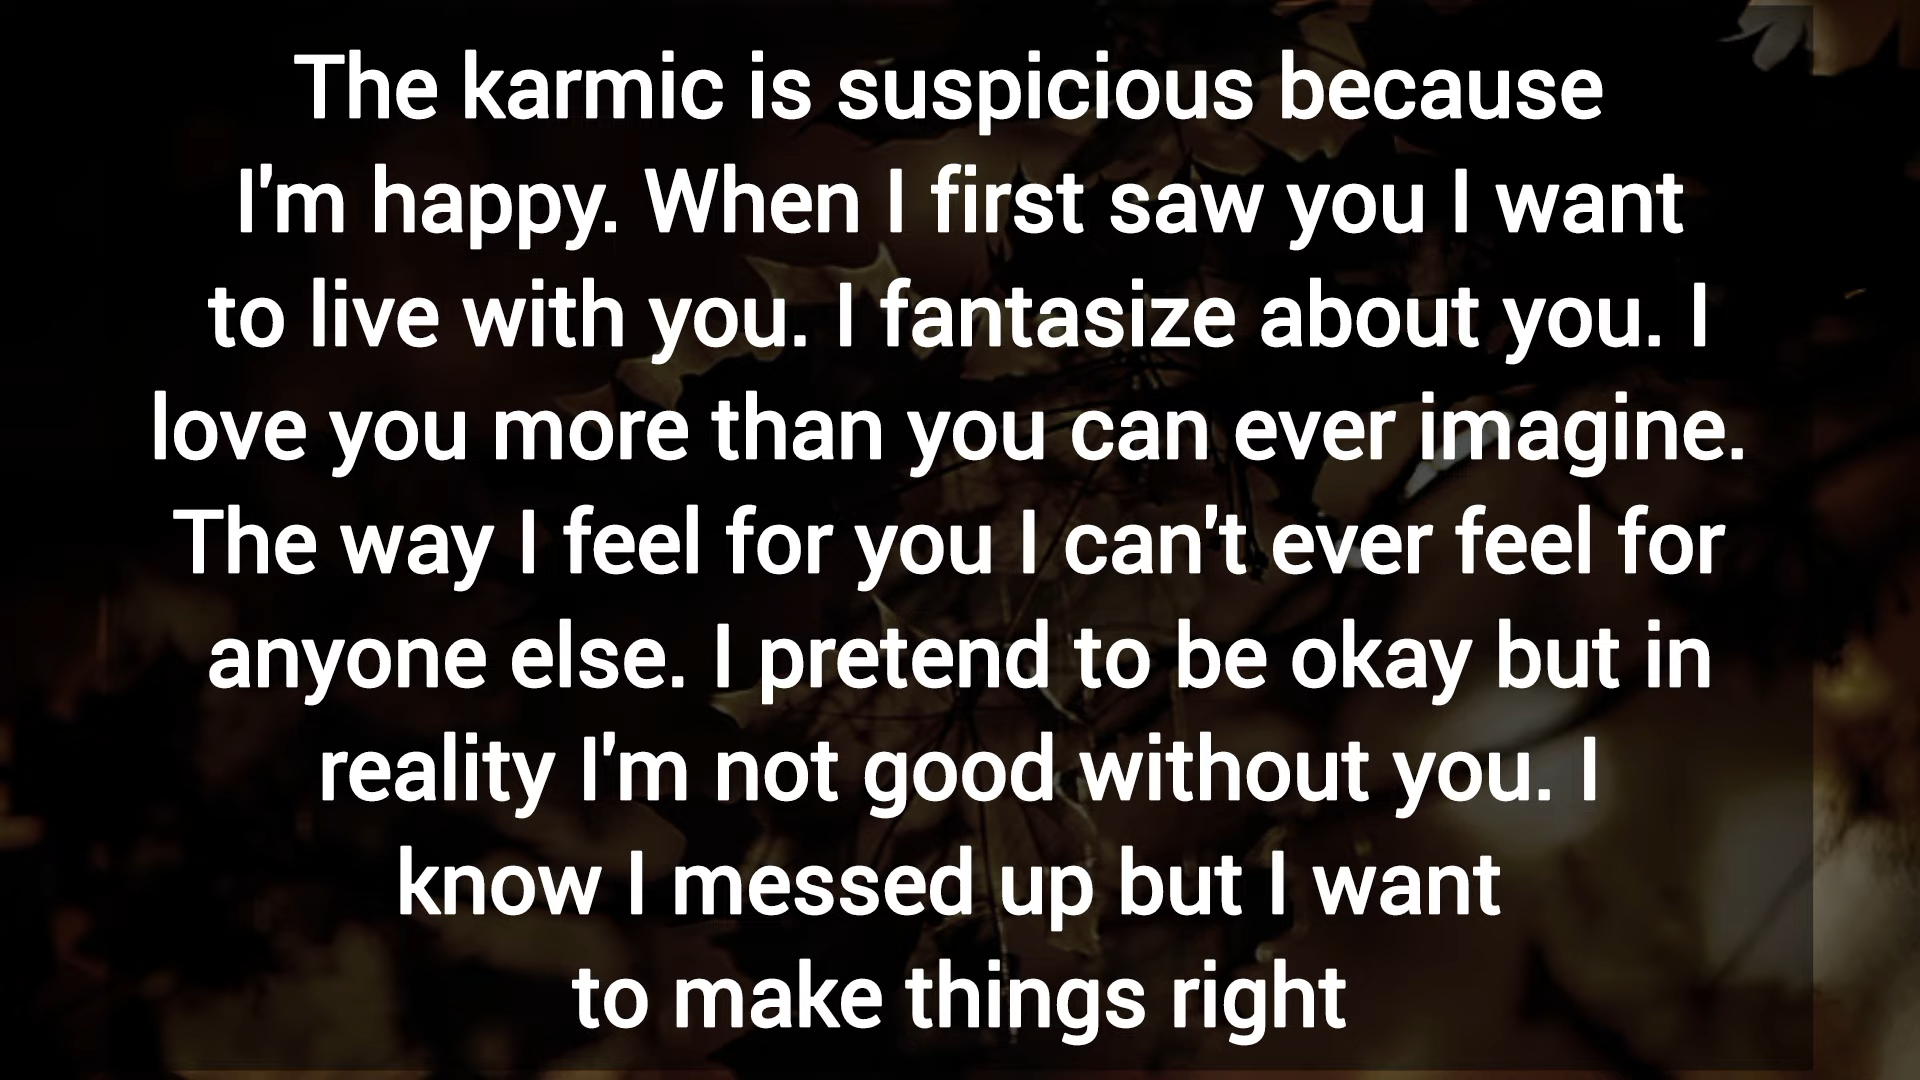 The karmic is suspicious because
I'm happy. When I first saw you I want
to live with you. I fantasize about you. I
love you more than you can ever imagine.
The way I feel for you I can't ever feel for
anyone else. I pretend to be okay but in
reality I'm not good without you. I
know I messed up but I want
to make things right